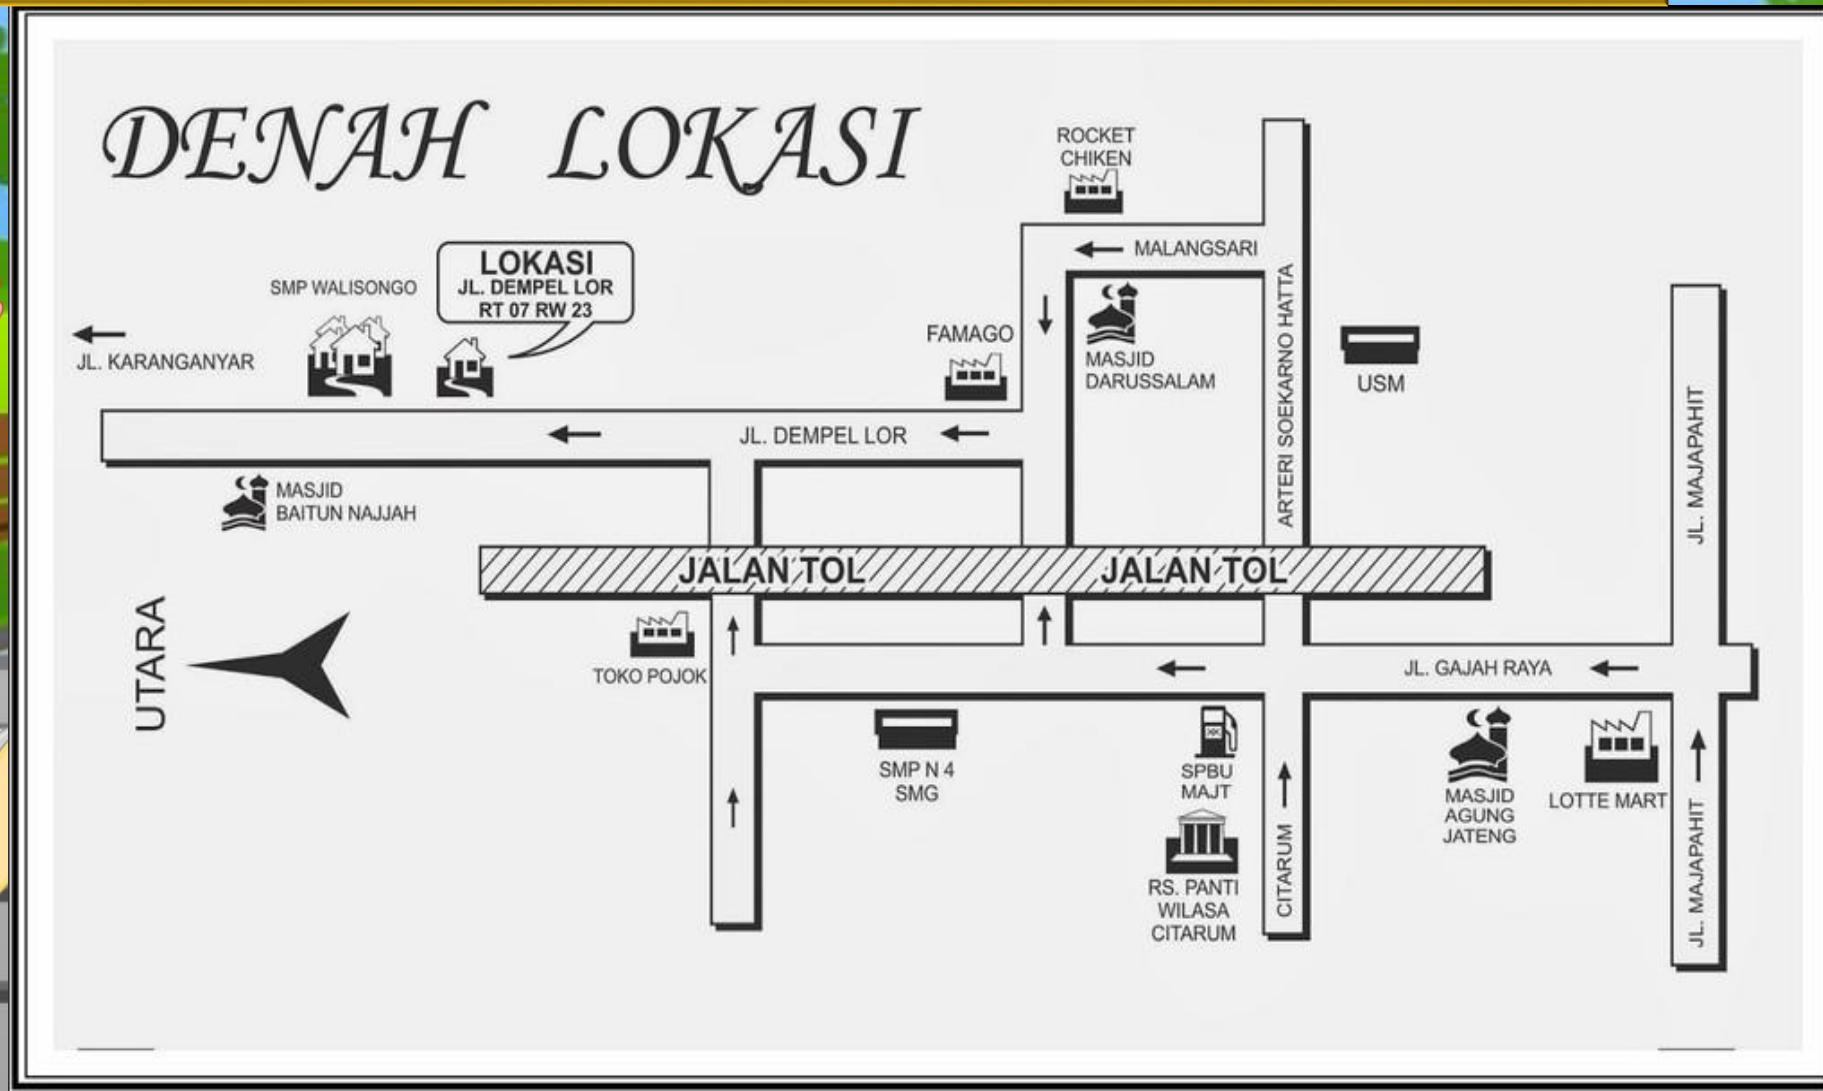 DENAH LOKASI
ROCKET
CHIKEN
MALANGSARI
LOKASI
JL. DEMPEL LOR
RT 07 RW 23
SMP WALISONGO
JL. KARANGANYAR
FAMAGO
MASJID
DARUSSALAM
ARTERI SOEKARNO HATTA
USM
JL. MAJAPAHIT
JL. DEMPEL LOR
MASJID
BAITUN NAJJAH
JALAN TOL
JALAN TOL
UTARA
TOKO POJOK
JL. GAJAH RAYA
SMP N 4
SMG
SPBU
MAJT
RS. PANTI
WILASA
CITARUM
CITARUM
MASJID
AGUNG
JATENG
LOTTE MART
JL. MAJAPAHIT